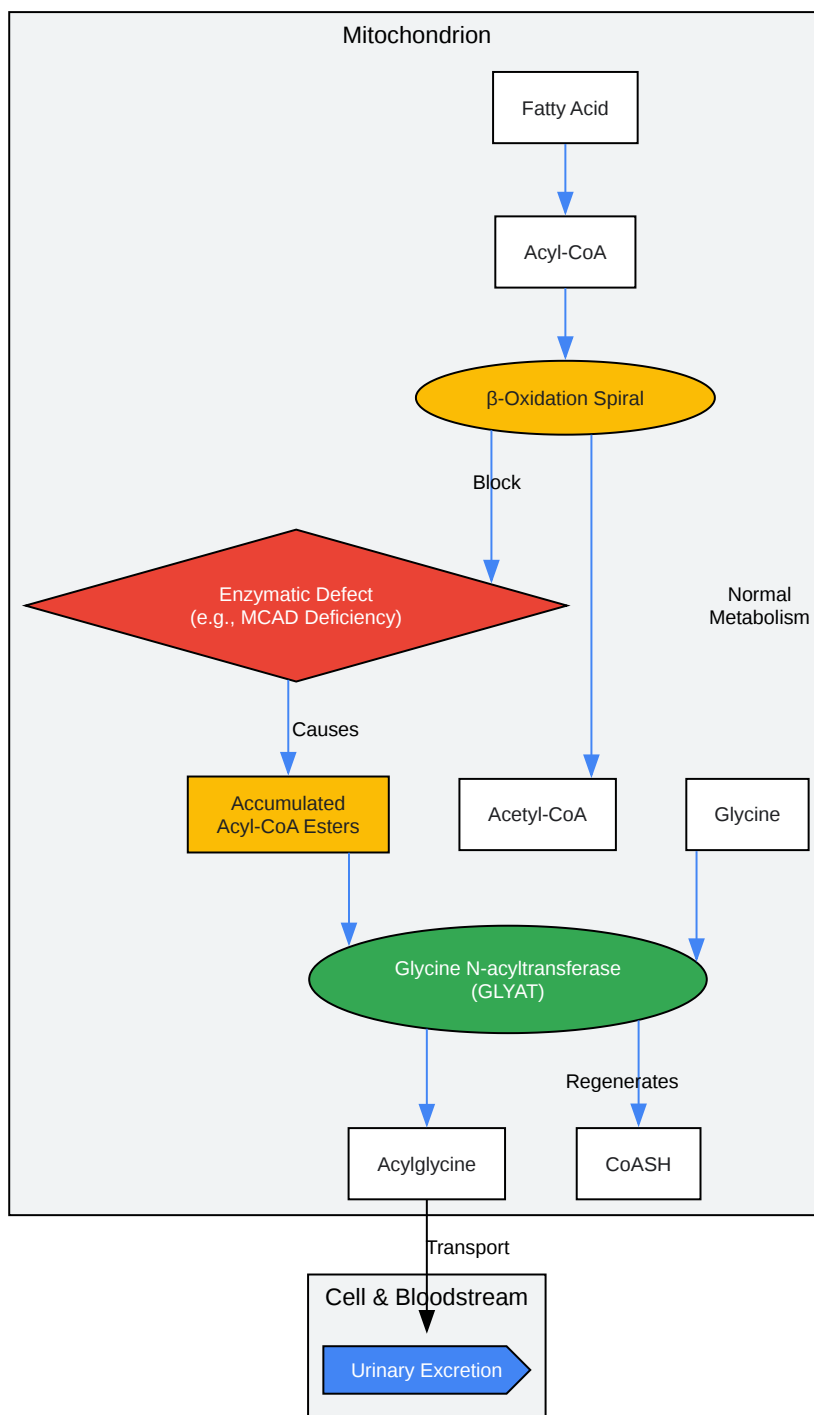 Mitochondrion
Fatty Acid
Acyl-CoA
β-Oxidation Spiral
Block
Enzymatic Defect
(e.g., MCAD Deficiency)
Normal
Metabolism
Causes
Accumulated
Acyl-CoA Esters
Acetyl-CoA
Glycine
Glycine N-acyltransferase
(GLYAT)
Regenerates
Acylglycine
CoASH
Transport
Cell & Bloodstream
Urinary Excretion